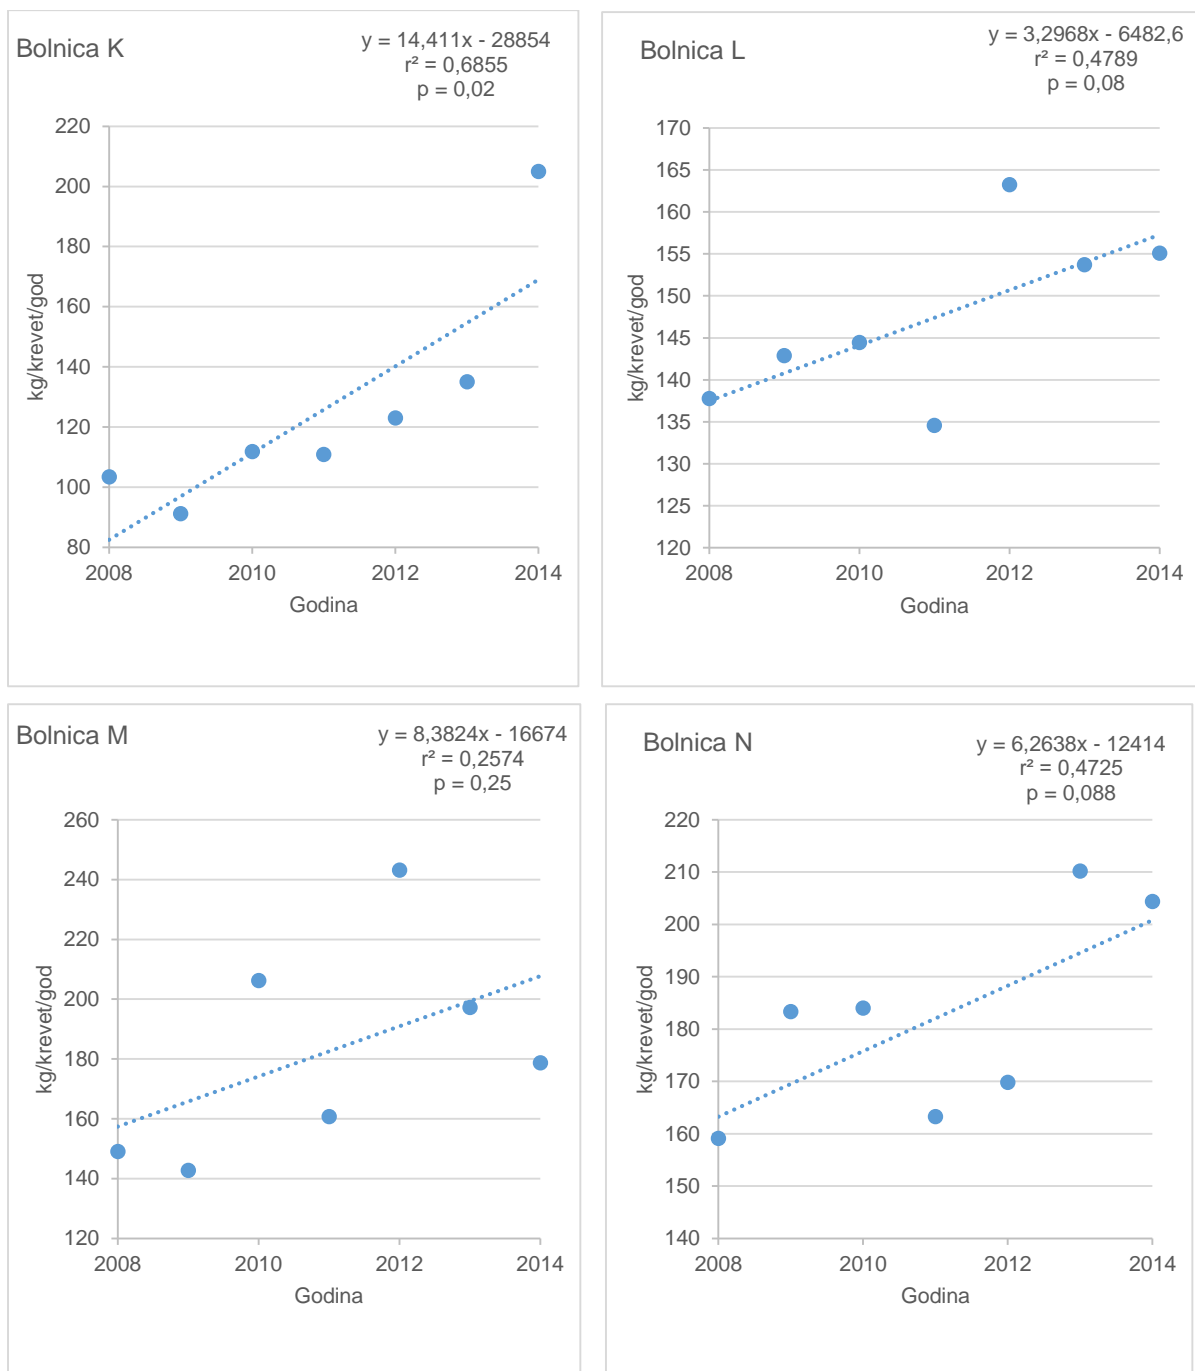 Bolnica K
y = 14,411x - 28854
r² = 0,6855
p = 0,02
220
200
180
160
140
120
100
80
kg/krevet/god
2008 2010 2012 2014
Godina
Bolnica L
y = 3,2968x - 6482,6
r² = 0,4789
p = 0,08
170
165
160
155
150
145
140
135
130
125
120
kg/krevet/god
2008 2010 2012 2014
Godina
Bolnica M
y = 8,3824x - 16674
r² = 0,2574
p = 0,25
260
240
220
200
180
160
140
120
kg/krevet/god
2008 2010 2012 2014
Godina
Bolnica N
y = 6,2638x - 12414
r² = 0,4725
p = 0,088
220
210
200
190
180
170
160
150
140
kg/krevet/god
2008 2010 2012 2014
Godina